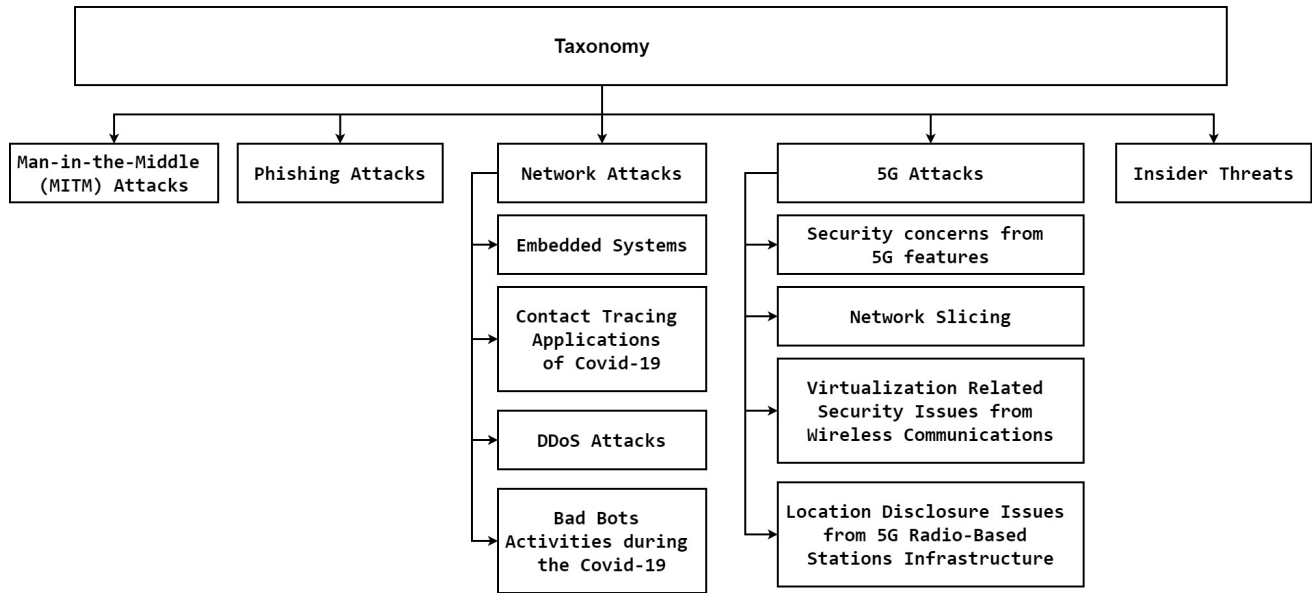 Taxonomy
Man-in-the-Middle
(MITM) Attacks
Phishing Attacks
Network Attacks
5G Attacks
Insider Threats
Embedded Systems
Contact Tracing
Applications
of Covid-19
DDoS Attacks
Bad Bots
Activities during
the Covid-19
Security concerns from
5G features
Network Slicing
Virtualization Related
Security Issues from
Wireless Communications
Location Disclosure Issues
from 5G Radio-Based
Stations Infrastructure